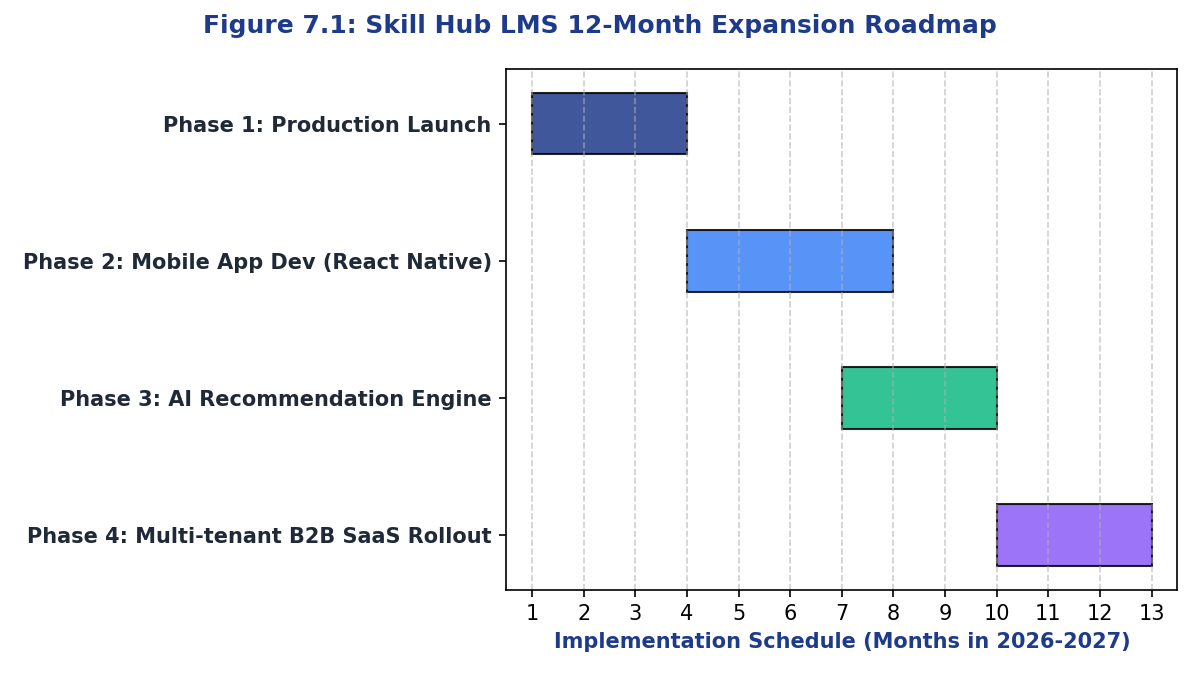 Figure 7.1: Skill Hub LMS 12-Month Expansion Roadmap
Phase 1: Production Launch
Phase 2: Mobile App Dev (React Native)
Phase 3: AI Recommendation Engine
Phase 4: Multi-tenant B2B SaaS Rollout
1 2 3 4 5 6 7 8 9 10 11 12 13
Implementation Schedule (Months in 2026-2027)